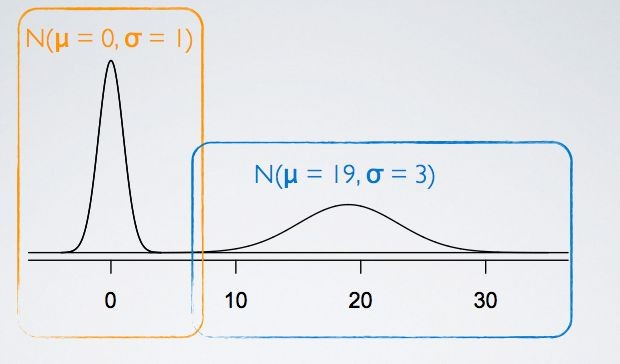 N(μ = 0, σ = 1)
N(μ = 19, σ = 3)
0 10 20 30